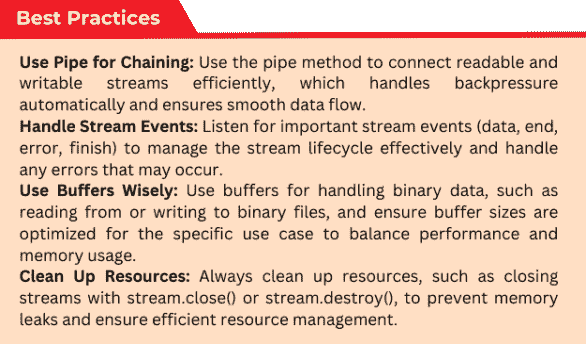 Best Practices
Use Pipe for Chaining: Use the pipe method to connect readable and
writable streams efficiently, which handles backpressure
automatically and ensures smooth data flow.
Handle Stream Events: Listen for important stream events (data, end,
error, finish) to manage the stream lifecycle effectively and handle
any errors that may occur.
Use Buffers Wisely: Use buffers for handling binary data, such as
reading from or writing to binary files, and ensure buffer sizes are
optimized for the specific use case to balance performance and
memory usage.
Clean Up Resources: Always clean up resources, such as closing
streams with stream.close() or stream.destroy(), to prevent memory
leaks and ensure efficient resource management.